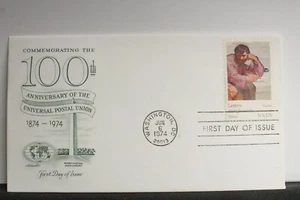 COMMEMORATING THE
100th
ANNIVERSARY OF THE
UNIVERSAL POSTAL UNION
1874 - 1974
First Day of Issue
WASHINGTON, DC
JUN
6
1974
20013
FIRST DAY OF ISSUE